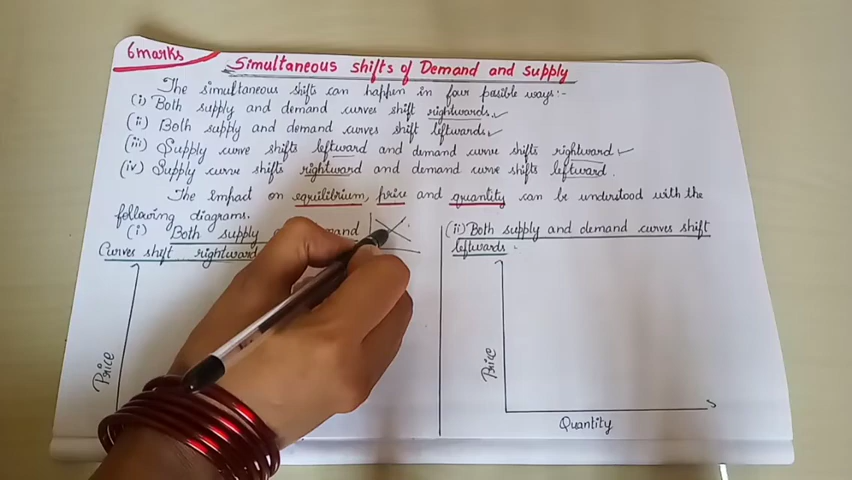 6 marks
Simultaneous shifts of Demand and supply
The simultaneous shifts can happen in four possible ways:-
(i) Both supply and demand curves shift rightwards.
(ii) Both supply and demand curves shift leftwards.
(iii) Supply curve shifts leftward and demand curve shifts rightward
(iv) Supply curve shifts rightward and demand curve shifts leftward.
The impact on equilibrium, price and quantity can be understood with the
following diagrams.
(i) Both supply and
Curves shift rightward
Price
(ii) Both supply and demand curves shift
leftwards.
Price
Quantity